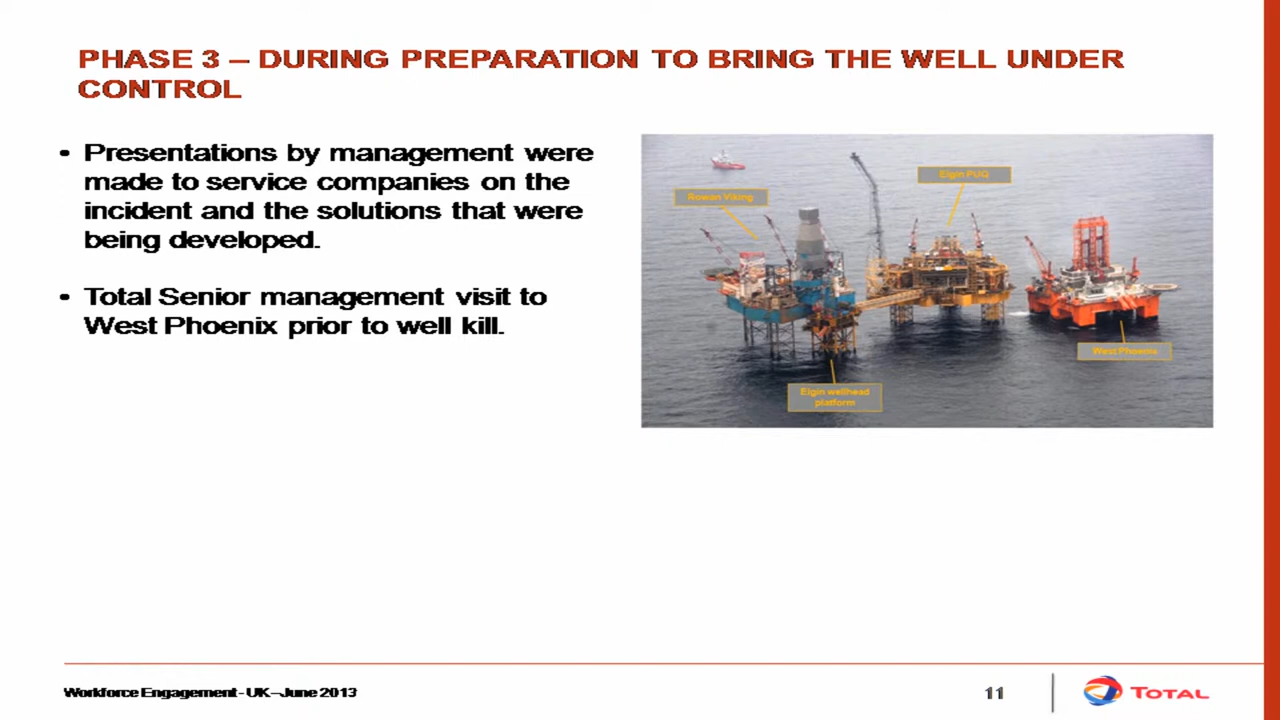 PHASE 3 – DURING PREPARATION TO BRING THE WELL UNDER
CONTROL
• Presentations by management were
made to service companies on the
incident and the solutions that were
being developed.
• Total Senior management visit to
West Phoenix prior to well kill.
Rowan Viking
Elgin PUQ
West Phoenix
Elgin wellhead
platform
Workforce Engagement - UK – June 2013
11
TOTAL